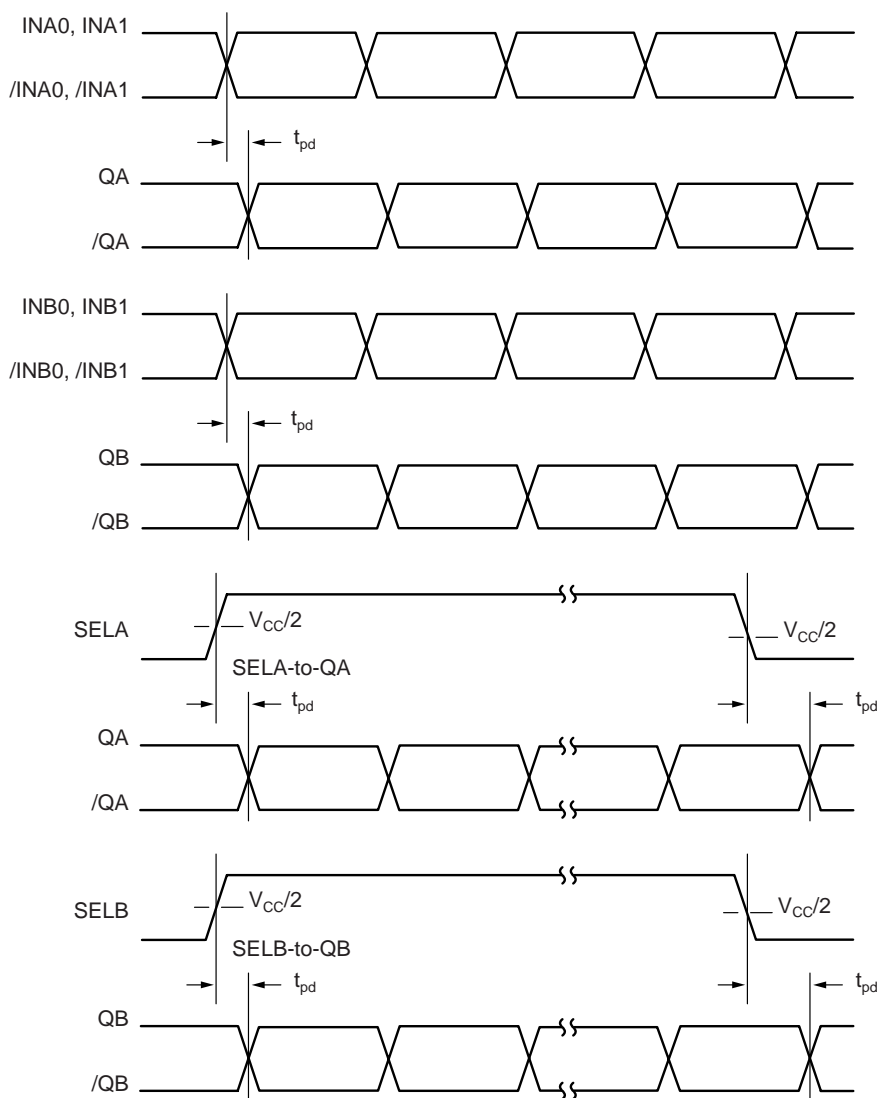 INA0, INA1
/INA0, /INA1
tpd
QA
/QA
INB0, INB1
/INB0, /INB1
tpd
QB
/QB
SELA
VCC/2
VCC/2
SELA-to-QA
tpd
tpd
QA
/QA
SELB
VCC/2
VCC/2
SELB-to-QB
tpd
tpd
QB
/QB